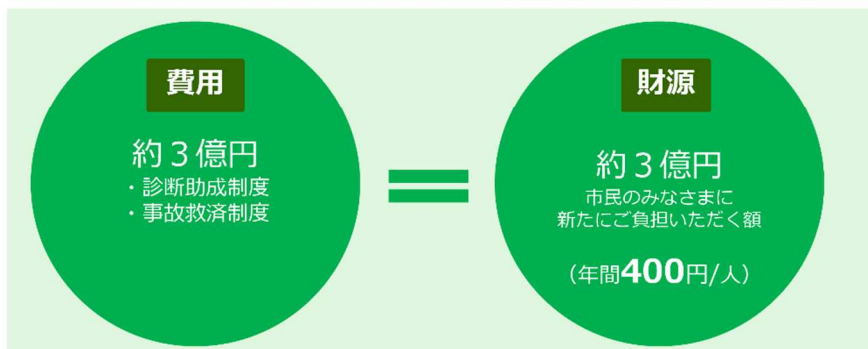 費用
約３億円
・診断助成制度
・事故救済制度
＝
財源
約３億円
市民のみなさまに
新たにご負担いただく額
（年間400円/人）